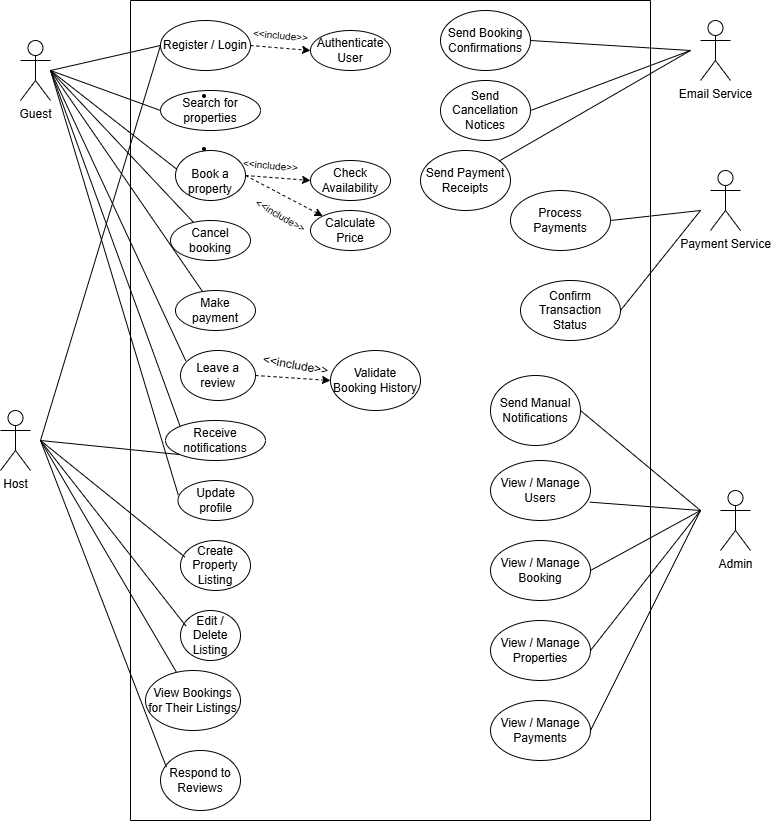 Guest
Host
Register / Login
<<include>>
Authenticate
User
Search for
properties
Book a
property
<<include>>
Check
Availability
<<include>>
Calculate
Price
Cancel
booking
Make
payment
Leave a
review
<<include>>
Validate
Booking History
Receive
notifications
Update
profile
Create
Property
Listing
Edit /
Delete
Listing
View Bookings
for Their Listings
Respond to
Reviews
Send Booking
Confirmations
Send
Cancellation
Notices
Send Payment
Receipts
Process
Payments
Confirm
Transaction
Status
Send Manual
Notifications
View / Manage
Users
View / Manage
Booking
View / Manage
Properties
View / Manage
Payments
Email Service
Payment Service
Admin